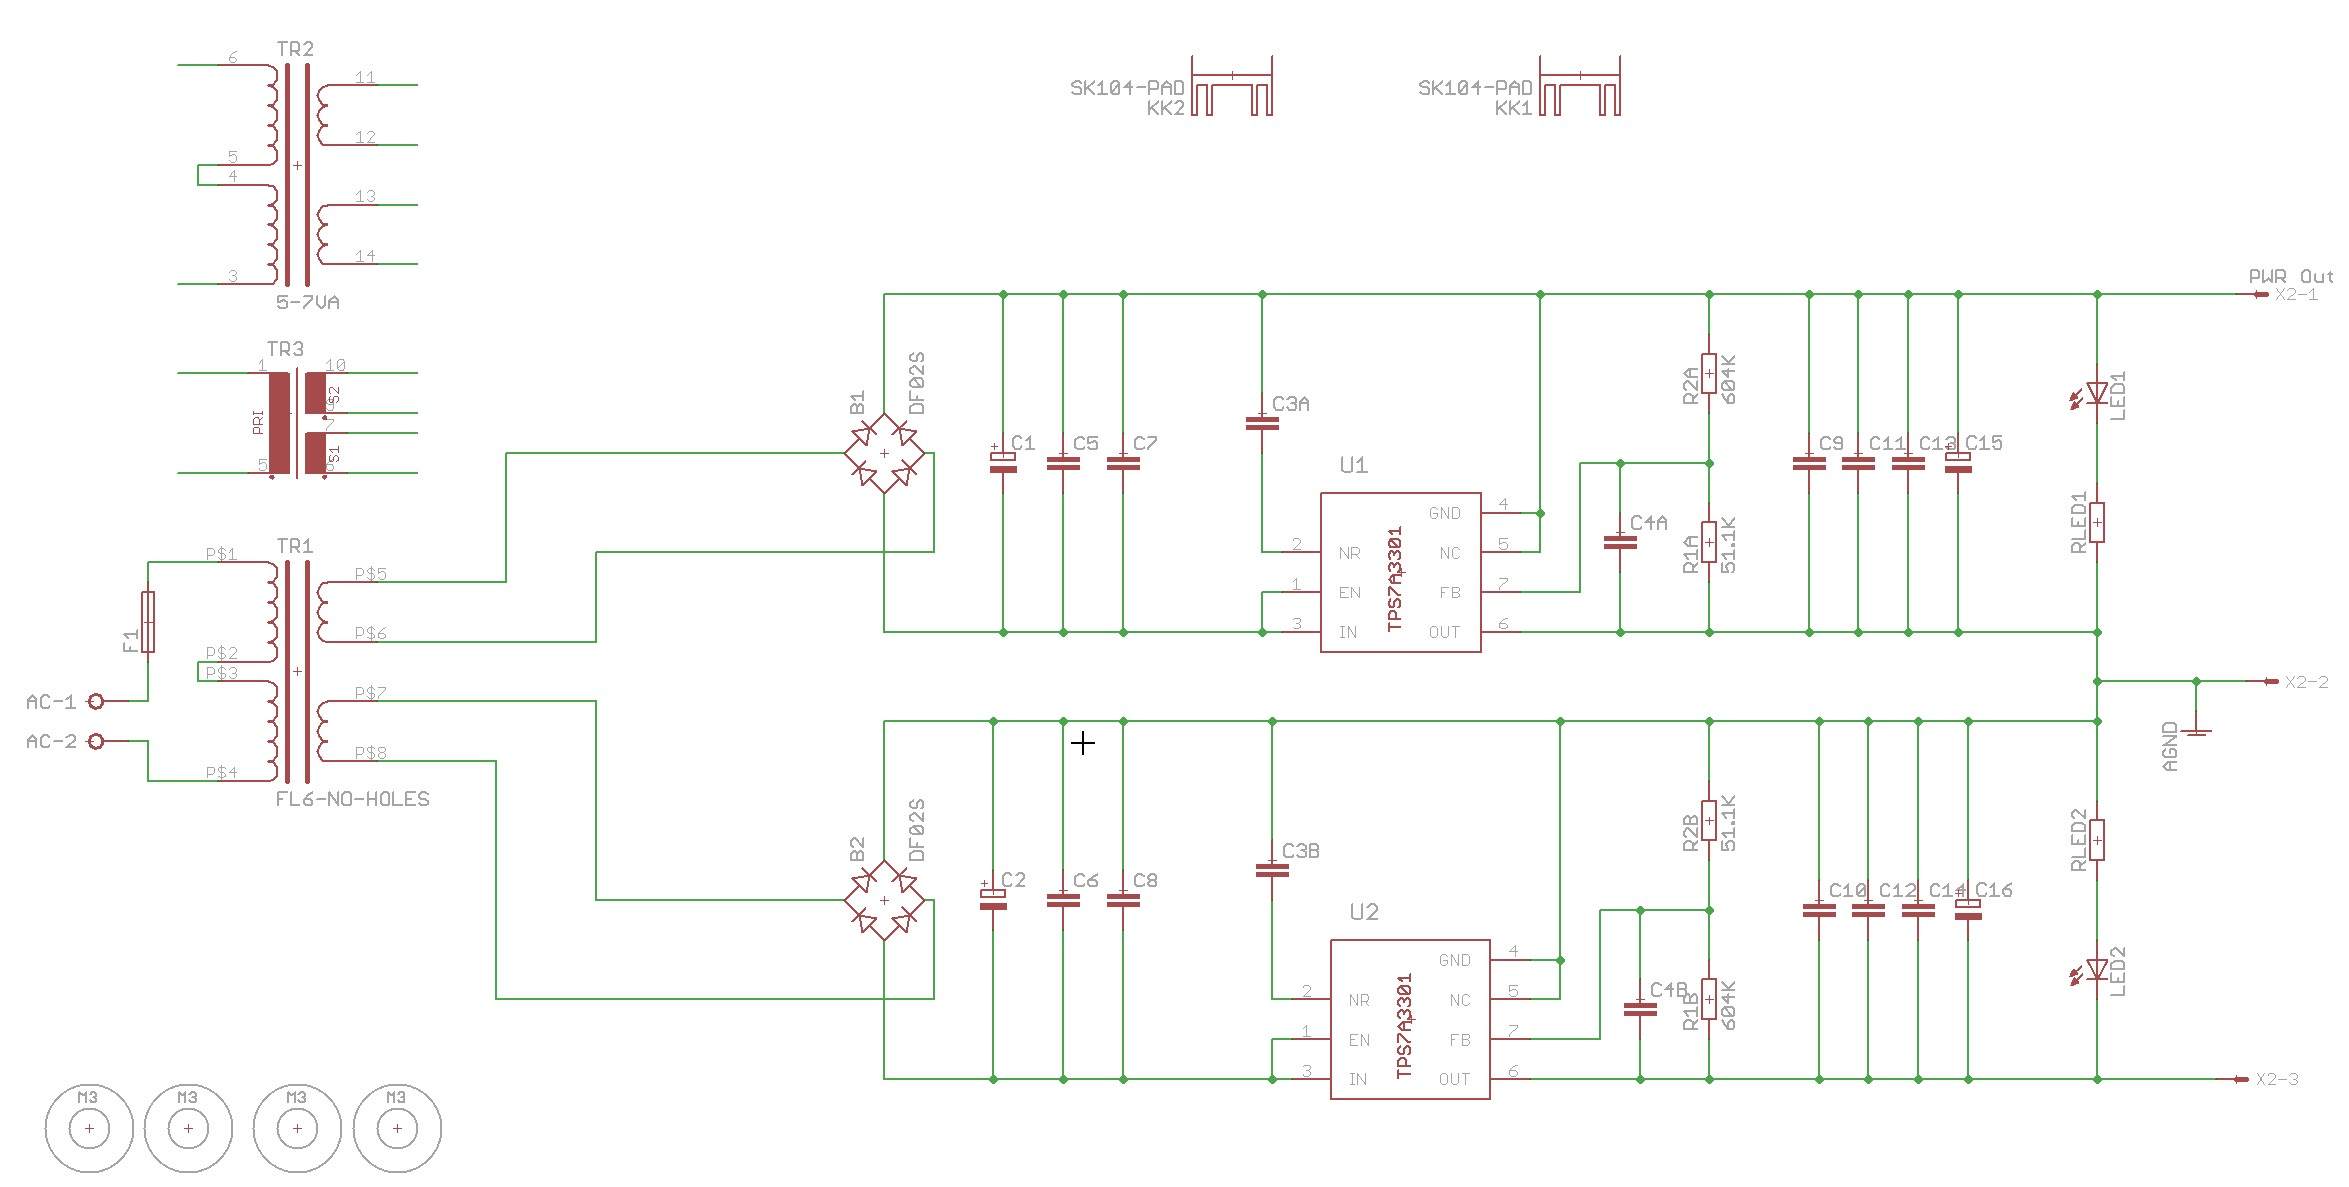 TR2
6
11
12
5
4
13
14
3
5-7VA
SK104-PAD
KK2
SK104-PAD
KK1
TR3
1
10
S2
PRI
7
S1
5
TR1
P$1
P$5
P$6
P$2
P$3
P$7
P$8
P$4
FL6-NO-HOLES
F1
AC-1
AC-2
B1
DF02S
C1
C5
C7
C3A
U1
TPS7A3301
2
NR
1
EN
3
IN
GND
4
NC
5
FB
7
OUT
6
C4A
R2A
604K
R1A
51.1K
C9
C11
C13
C15
LED1
RLED1
PWR Out
X2-1
X2-2
AGND
B2
DF02S
C2
C6
C8
C3B
U2
TPS7A3301
2
NR
1
EN
3
IN
GND
4
NC
5
FB
7
OUT
6
C4B
R2B
51.1K
R1B
604K
C10
C12
C14
C16
RLED2
LED2
X2-3
M3
M3
M3
M3